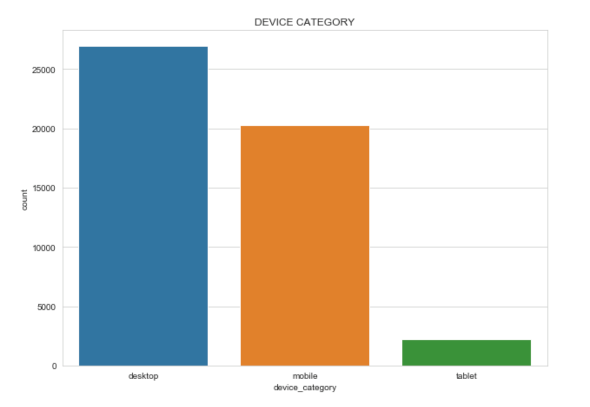 DEVICE CATEGORY
25000
20000
15000
10000
5000
0
count
desktop
mobile
tablet
device_category